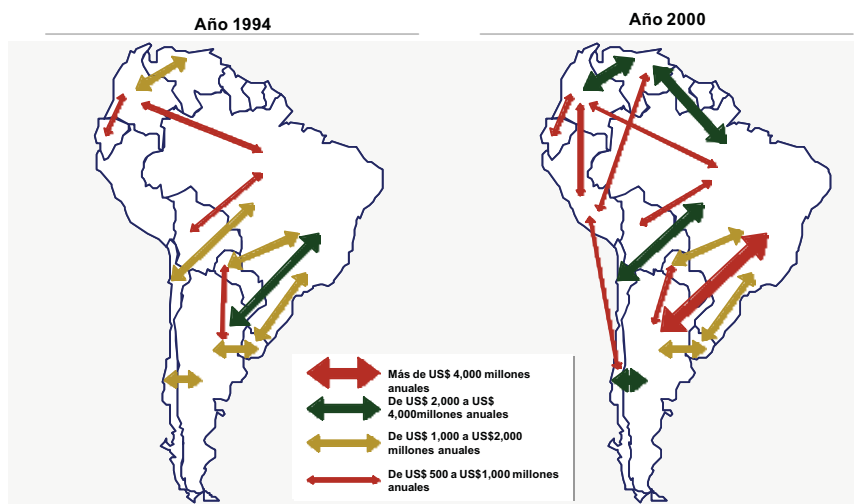 Año 1994
Año 2000
Más de US$ 4,000 millones
anuales
De US$ 2,000 a US$
4,000millones anuales
De US$ 1,000 a US$2,000
millones anuales
De US$ 500 a US$1,000 millones
anuales